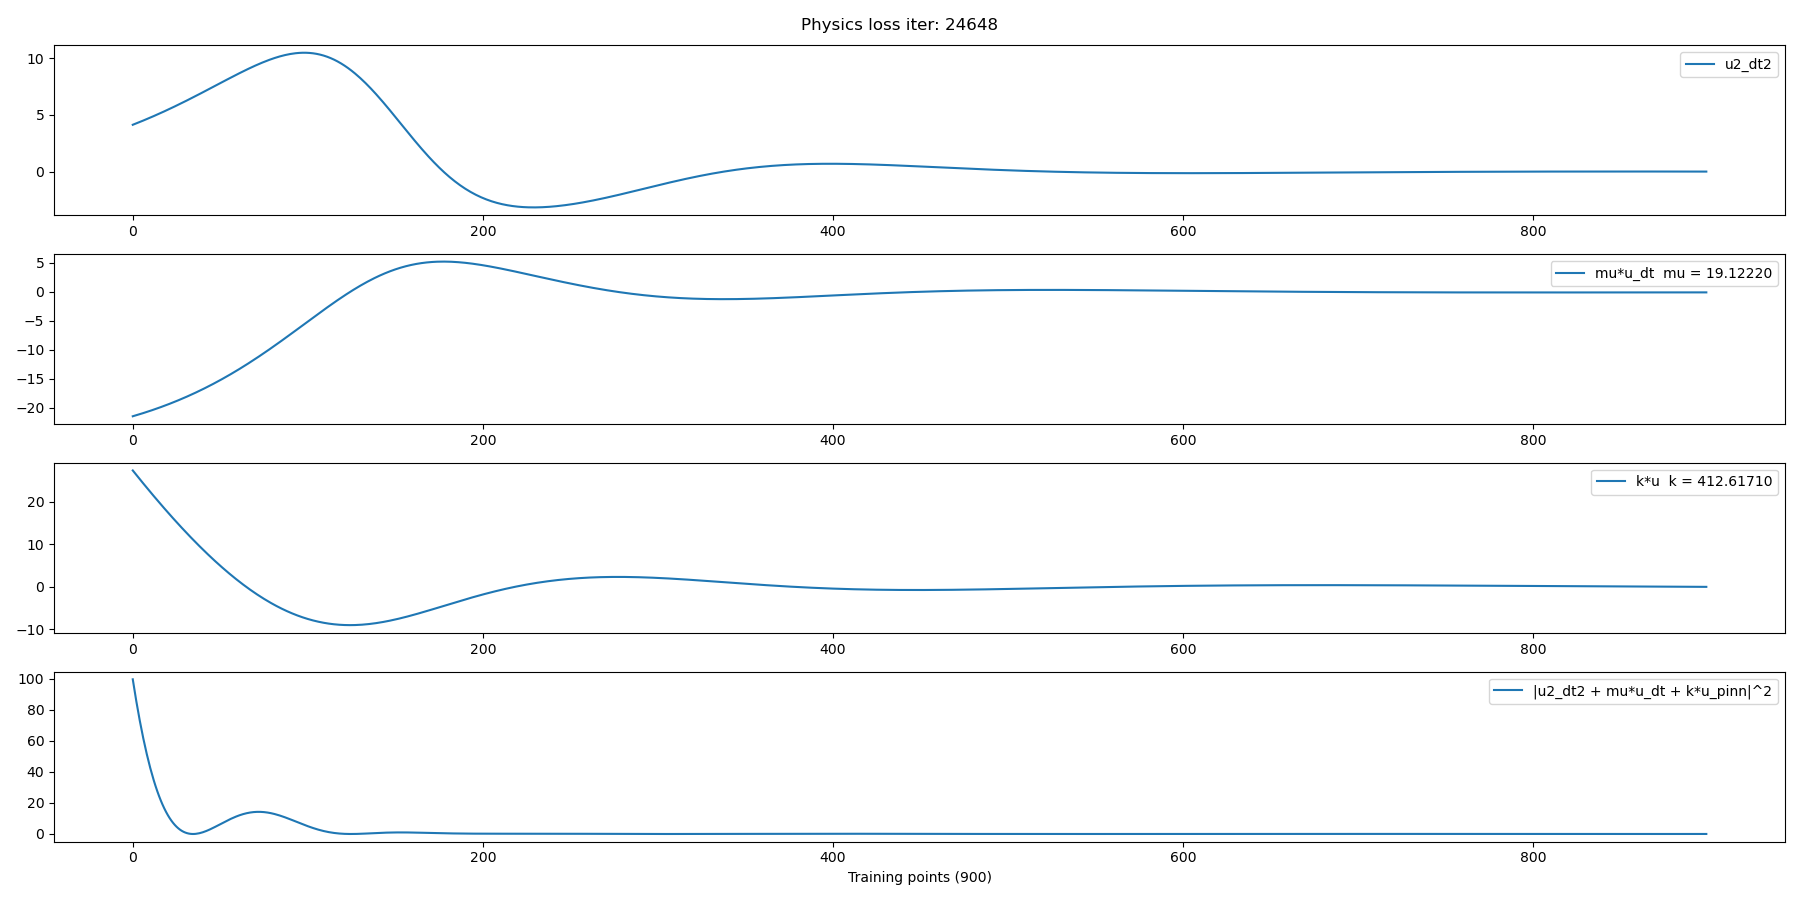 Physics loss iter: 24648
10
5
0
u2_dt2
0 200 400 600 800
5
0
−5
−10
−15
−20
mu*u_dt  mu = 19.12220
0 200 400 600 800
20
10
0
−10
k*u  k = 412.61710
0 200 400 600 800
100
80
60
40
20
0
|u2_dt2 + mu*u_dt + k*u_pinn|^2
0 200 400 600 800
Training points (900)